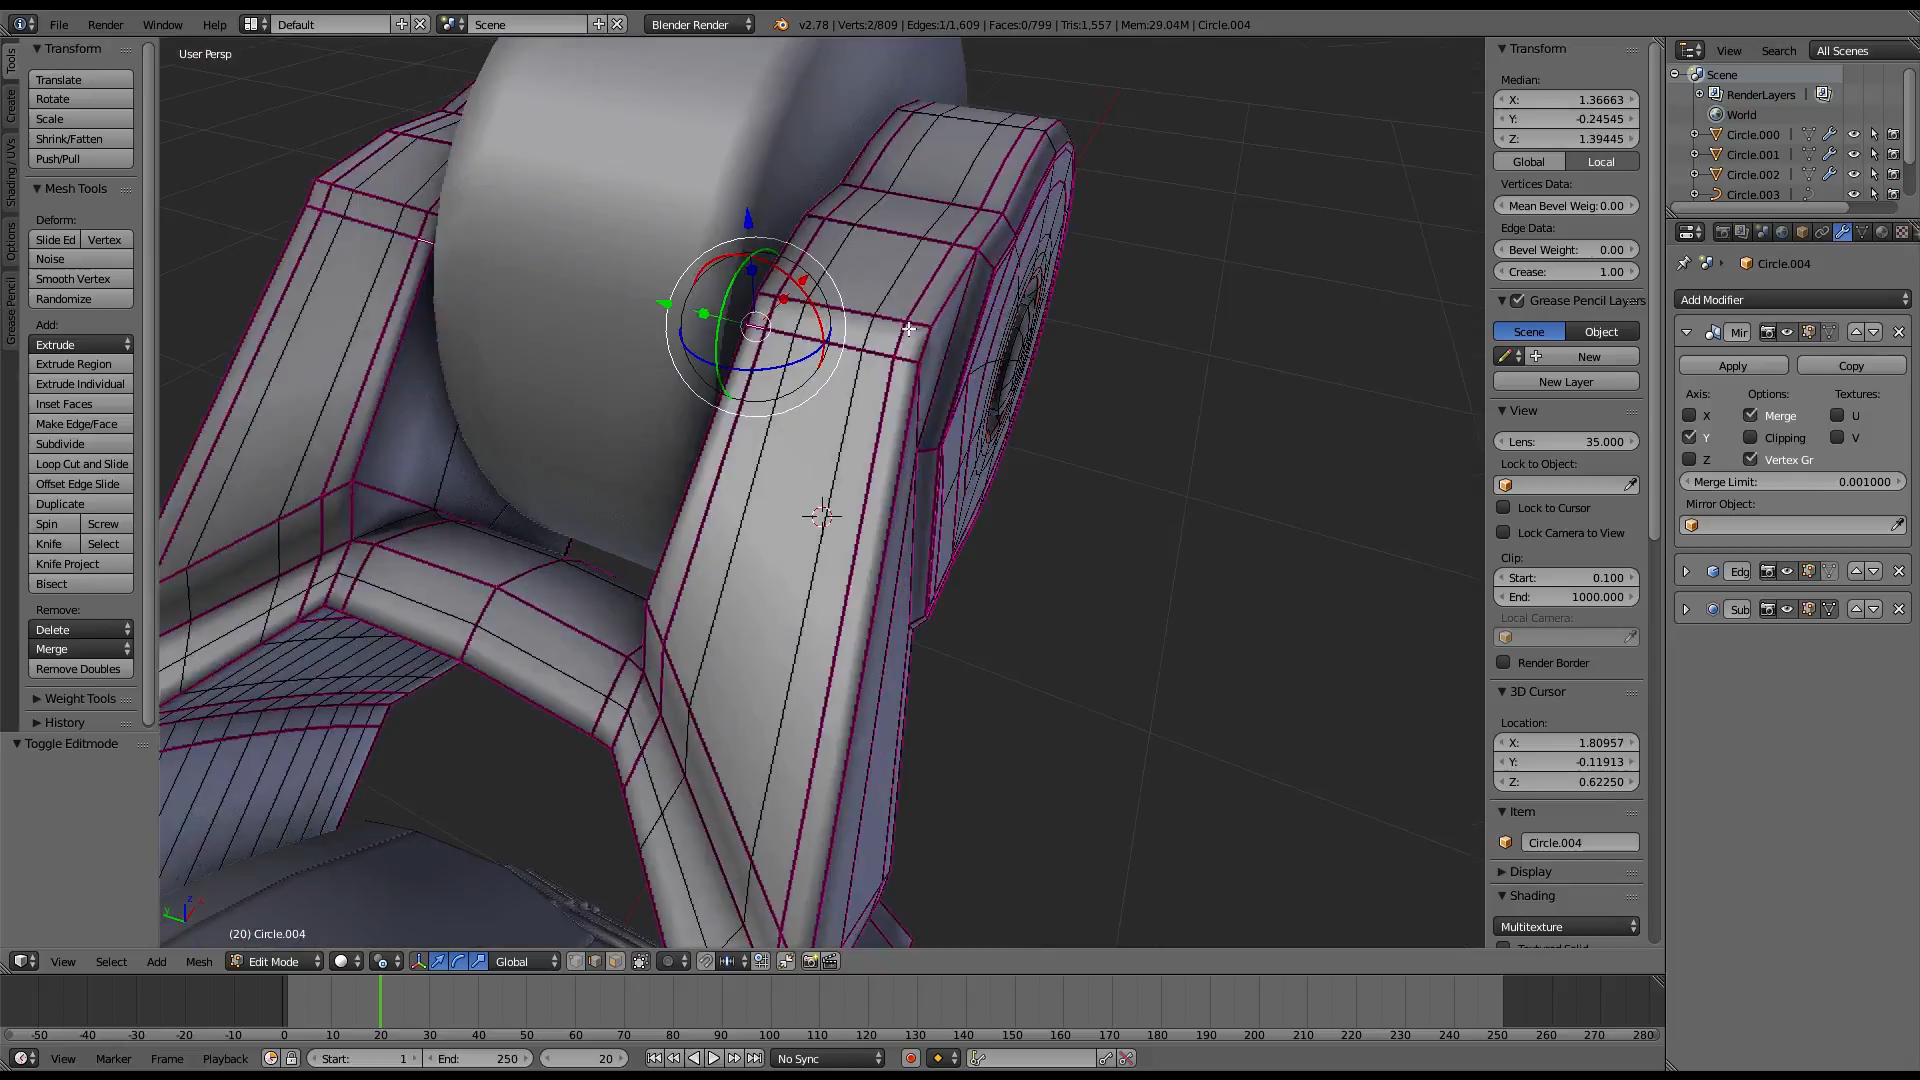 File Render Window Help Default Scene Blender Render v2.78 | Verts:2/809 | Edges:1/1,609 | Faces:0/799 | Tris:1,557 | Mem:29.04M | Circle.004
Tools
Create
Shading / UVs
Options
Grease Pencil
Transform
Translate
Rotate
Scale
Shrink/Fatten
Push/Pull
Mesh Tools
Deform:
Slide Ed Vertex
Noise
Smooth Vertex
Randomize
Add:
Extrude
Extrude Region
Extrude Individual
Inset Faces
Make Edge/Face
Subdivide
Loop Cut and Slide
Offset Edge Slide
Duplicate
Spin Screw
Knife Select
Knife Project
Bisect
Remove:
Delete
Merge
Remove Doubles
Weight Tools
History
Toggle Editmode
User Persp
(20) Circle.004
Transform
Median:
X: 1.36663
Y: -0.24545
Z: 1.39445
Global Local
Vertices Data:
Mean Bevel Weig: 0.00
Edge Data:
Bevel Weight: 0.00
Crease: 1.00
Grease Pencil Layers
Scene Object
New
New Layer
View
Lens: 35.000
Lock to Object:
Lock to Cursor
Lock Camera to View
Clip:
Start: 0.100
End: 1000.000
Local Camera:
Render Border
3D Cursor
Location:
X: 1.80957
Y: -0.11913
Z: 0.62250
Item
Circle.004
Display
Shading
Multitexture
Textured Solid
View Search All Scenes
Scene
RenderLayers
World
Circle.000
Circle.001
Circle.002
Circle.003
Circle.004
Add Modifier
Mir
Apply Copy
Axis: Options: Textures:
X Merge U
Y Clipping V
Z Vertex Gr
Merge Limit: 0.001000
Mirror Object:
Edg
Sub
View Select Add Mesh Edit Mode Global
-50 -40 -30 -20 -10 0 10 20 30 40 50 60 70 80 90 100 110 120 130 140 150 160 170 180 190 200 210 220 230 240 250 260 270 280
View Marker Frame Playback Start: 1 End: 250 20 No Sync